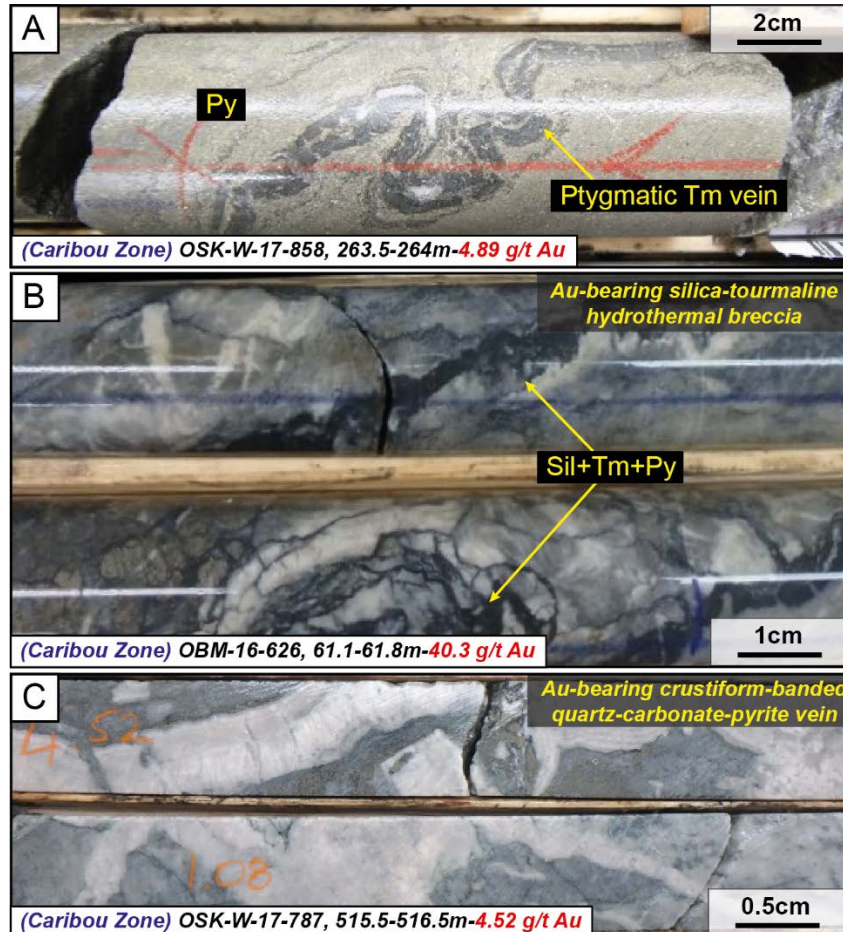 A
2cm
Py
Ptygmatic Tm vein
(Caribou Zone) OSK-W-17-858, 263.5-264m-4.89 g/t Au
B
Au-bearing silica-tourmaline
hydrothermal breccia
Sil+Tm+Py
(Caribou Zone) OBM-16-626, 61.1-61.8m-40.3 g/t Au
1cm
C
Au-bearing crustiform-banded
quartz-carbonate-pyrite vein
4.52
1.08
0.5cm
(Caribou Zone) OSK-W-17-787, 515.5-516.5m-4.52 g/t Au